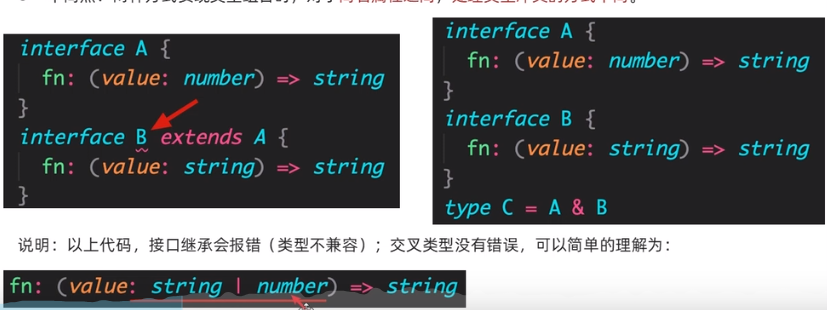 interface A {
fn: (value: number) => string
}
interface B extends A {
fn: (value: string) => string
}
interface A {
fn: (value: number) => string
}
interface B {
fn: (value: string) => string
}
type C = A & B
说明：以上代码，接口继承会报错（类型不兼容）；交叉类型没有错误，可以简单的理解为：
fn: (value: string | number) => string